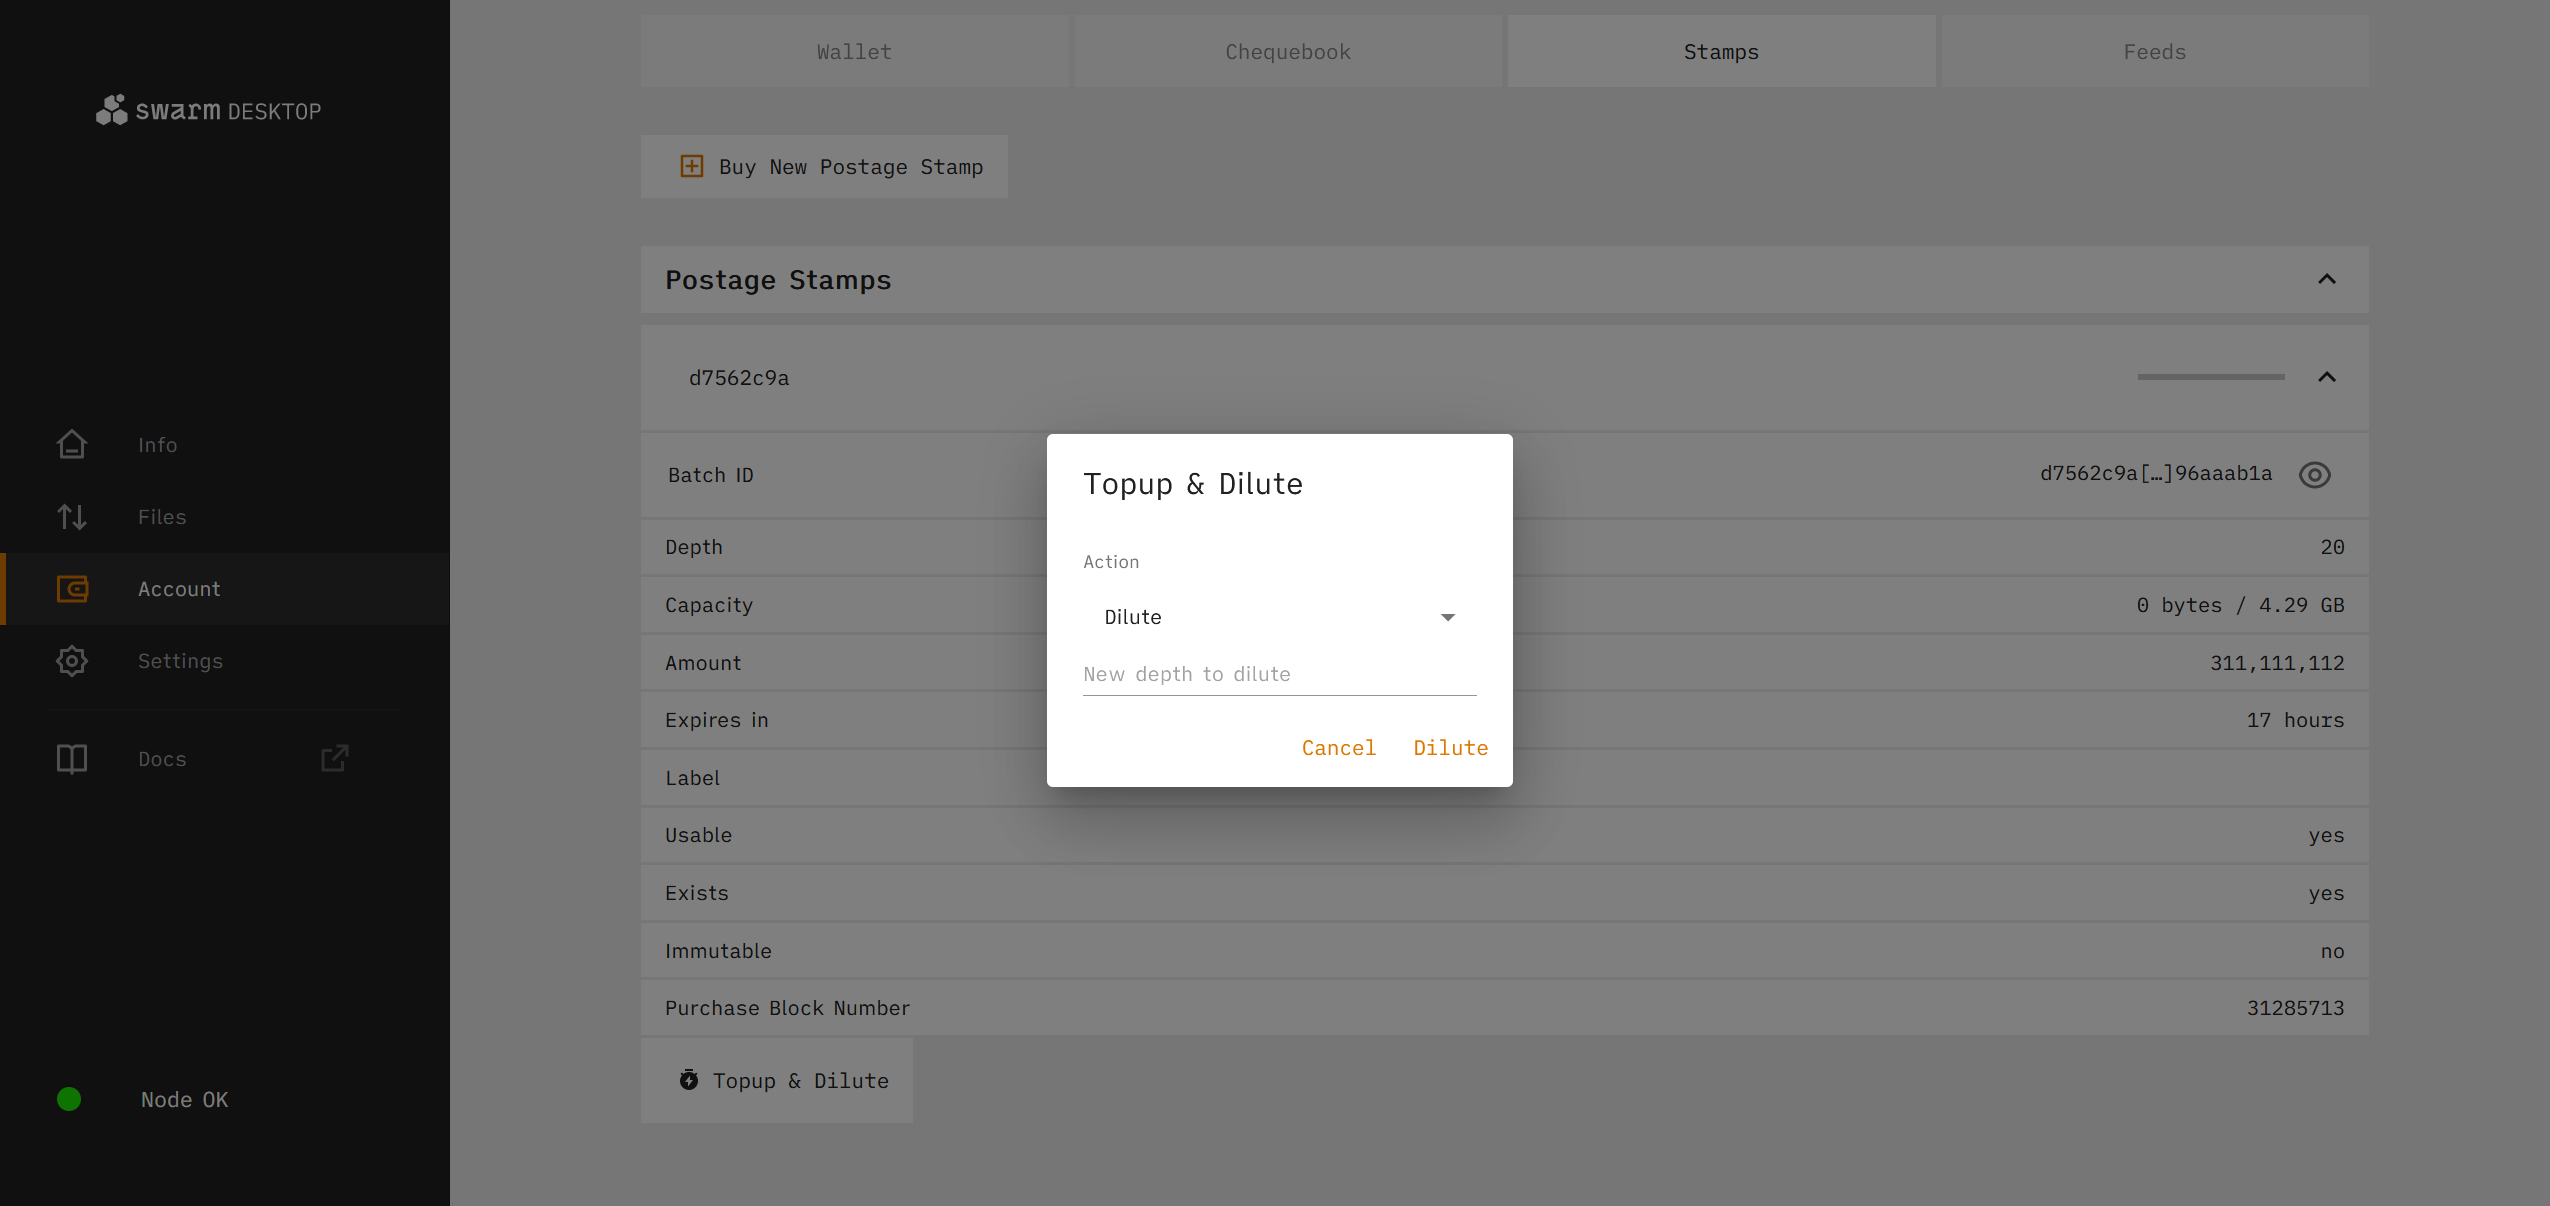 swarm DESKTOP
Info
Files
Account
Settings
Docs
Node OK
Wallet Chequebook Stamps Feeds
Buy New Postage Stamp
Postage Stamps
d7562c9a
Batch ID d7562c9a[…]96aaab1a
Depth 20
Capacity 0 bytes / 4.29 GB
Amount 311,111,112
Expires in 17 hours
Label
Usable yes
Exists yes
Immutable no
Purchase Block Number 31285713
Topup & Dilute
Topup & Dilute
Action
Dilute
New depth to dilute
Cancel Dilute